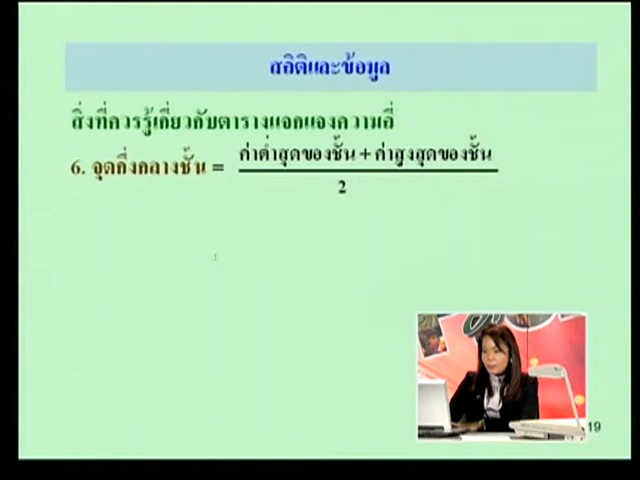 สถิติและข้อมูล
สิ่งที่ควรรู้เกี่ยวกับตารางแจกแจงความถี่
6. จุดกึ่งกลางชั้น = ค่าต่ำสุดของชั้น + ค่าสูงสุดของชั้น
2
19